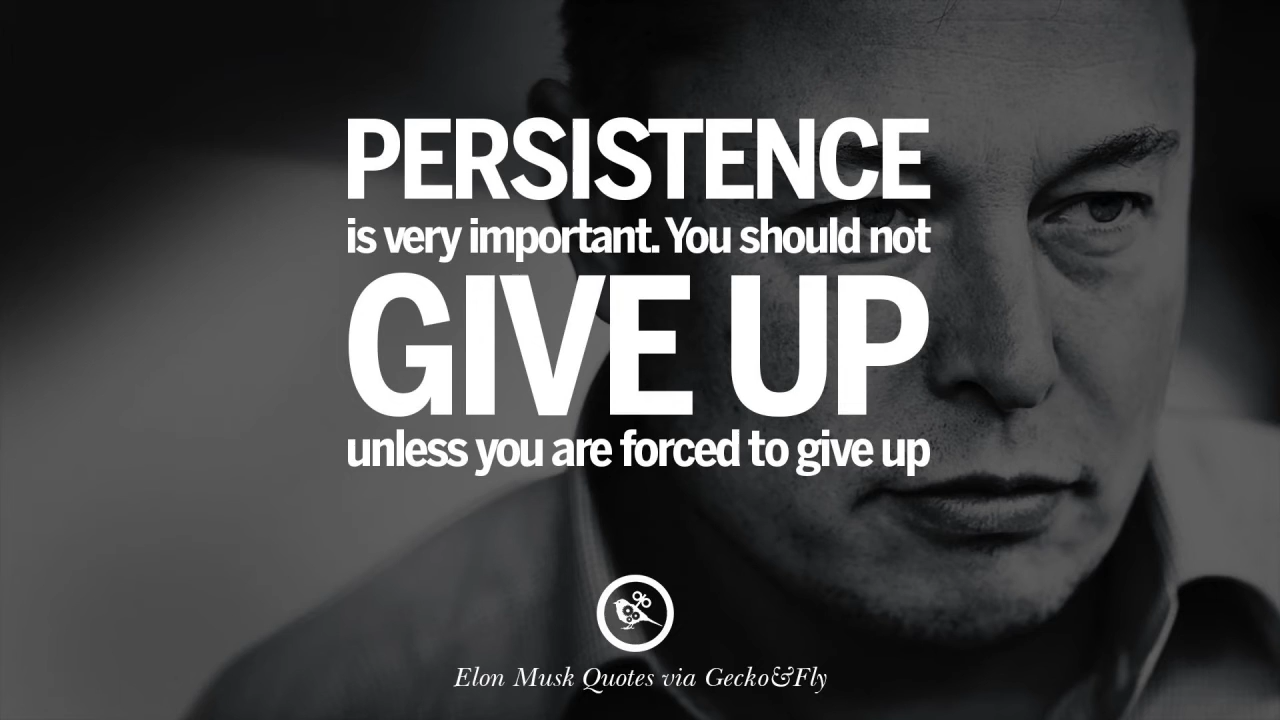 PERSISTENCE
is very important. You should not
GIVE UP
unless you are forced to give up
Elon Musk Quotes via Gecko&Fly